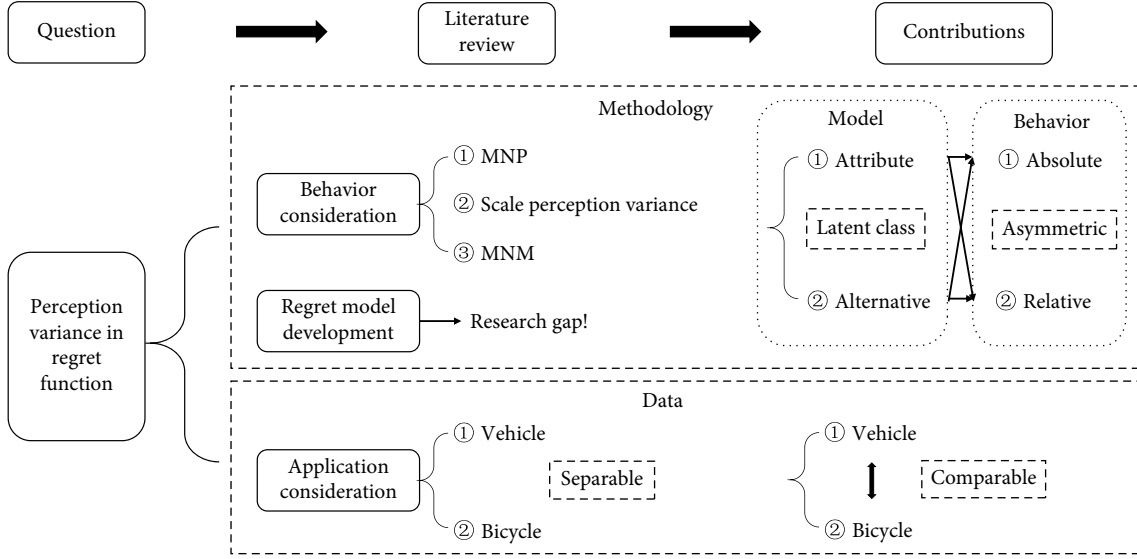 Question
Literature
review
Contributions
Methodology
Perception
variance in
regret
function
Behavior
consideration
① MNP
② Scale perception variance
③ MNM
Regret model
development
Research gap!
Model
① Attribute
Latent class
② Alternative
Behavior
① Absolute
Asymmetric
② Relative
Data
Application
consideration
① Vehicle
Separable
② Bicycle
① Vehicle
Comparable
② Bicycle